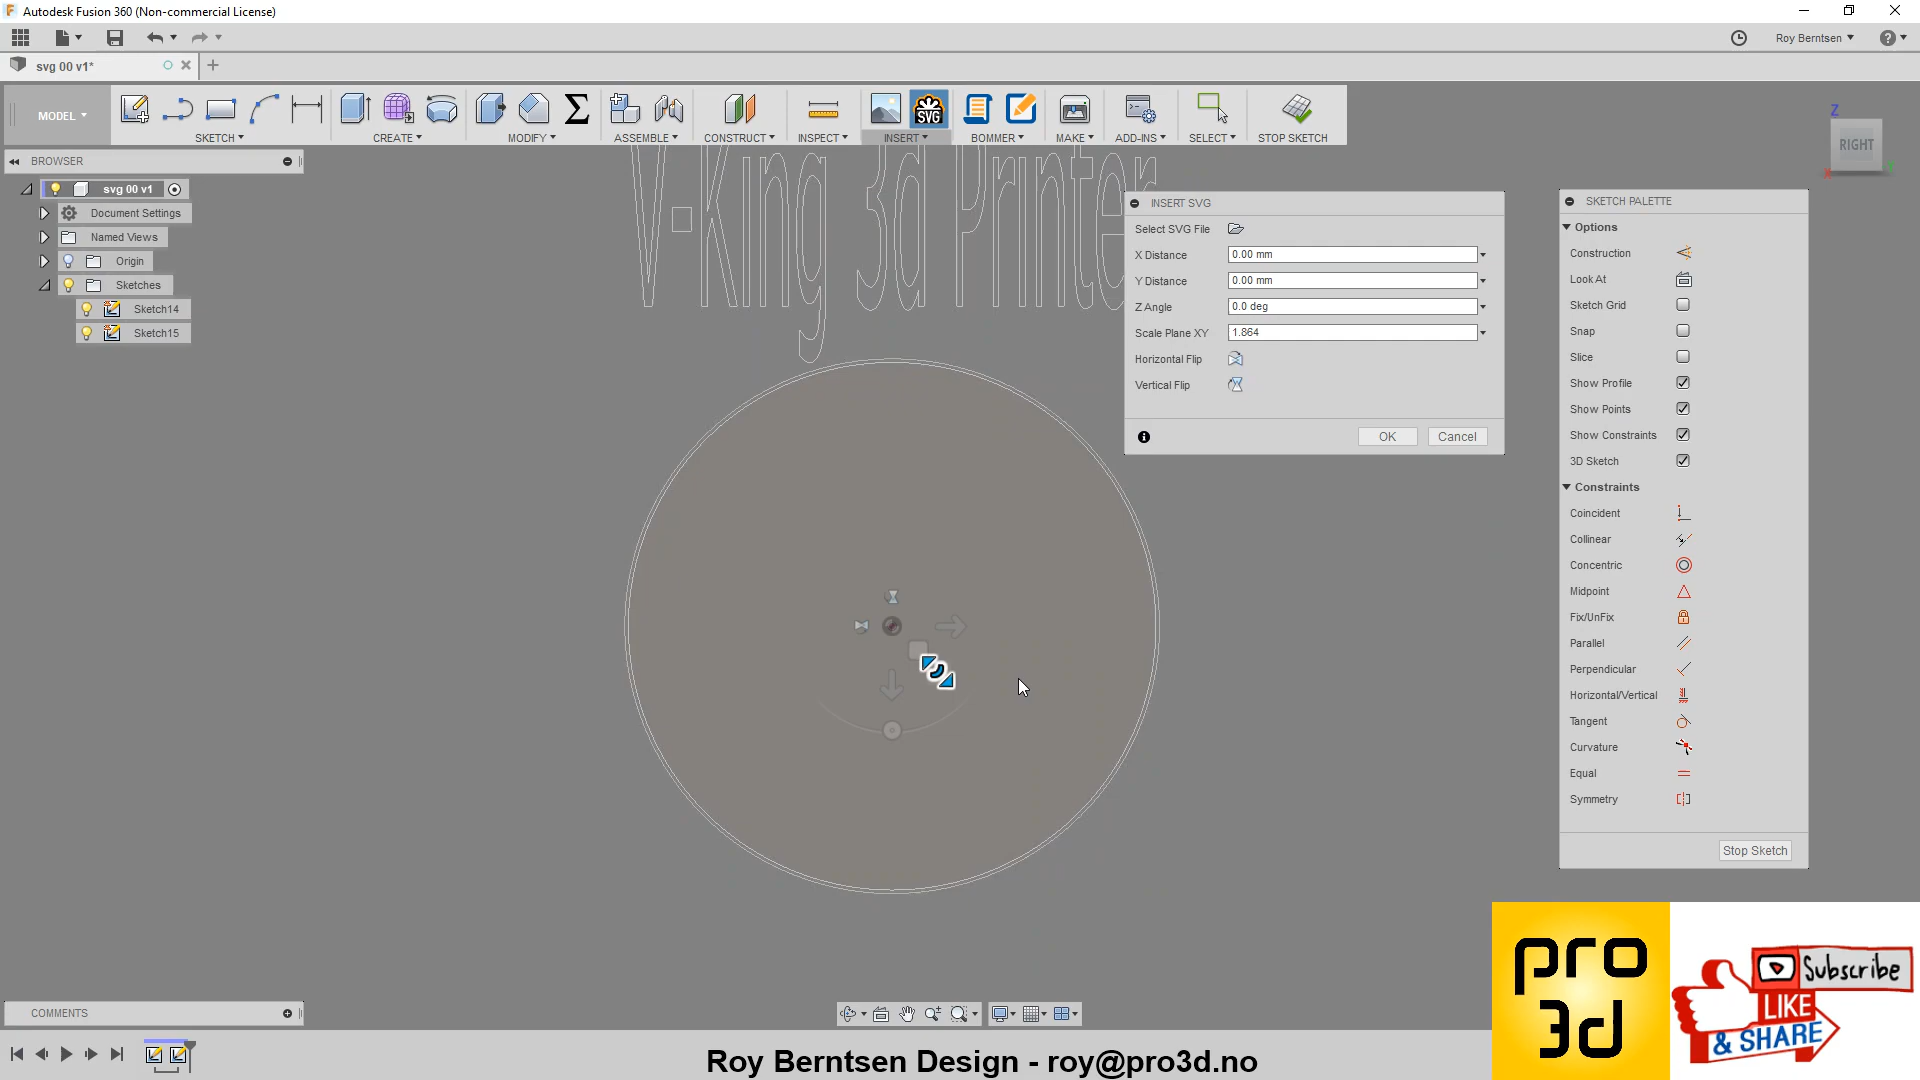 Autodesk Fusion 360 (Non-commercial License)
Roy Berntsen
svg 00 v1*
MODEL
SKETCH
CREATE
MODIFY
ASSEMBLE
CONSTRUCT
INSPECT
SVG
INSERT
BOMMER
MAKE
ADD-INS
SELECT
STOP SKETCH
BROWSER
svg 00 v1
Document Settings
Named Views
Origin
Sketches
Sketch14
Sketch15
V-King 3d Printer
Z
RIGHT
X
INSERT SVG
Select SVG File
X Distance 0.00 mm
Y Distance 0.00 mm
Z Angle 0.0 deg
Scale Plane XY 1.864
Horizontal Flip
Vertical Flip
OK Cancel
SKETCH PALETTE
Options
Construction
Look At
Sketch Grid
Snap
Slice
Show Profile
Show Points
Show Constraints
3D Sketch
Constraints
Coincident
Collinear
Concentric
Midpoint
Fix/UnFix
Parallel
Perpendicular
Horizontal/Vertical
Tangent
Curvature
Equal
Symmetry
Stop Sketch
COMMENTS
Roy Berntsen Design - roy@pro3d.no
pro
3d
Subscribe
LIKE
& SHARE